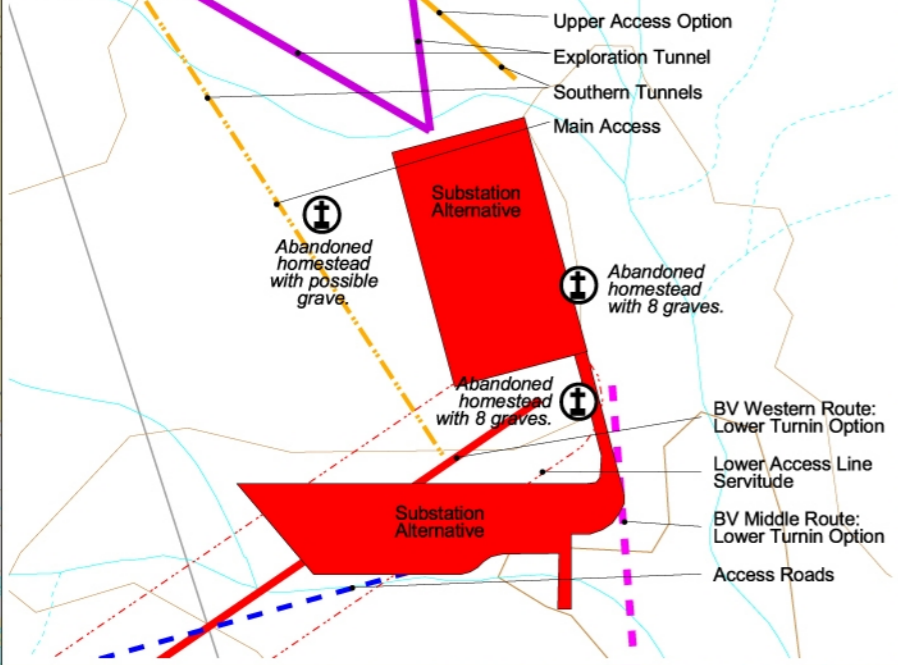 Upper Access Option
Exploration Tunnel
Southern Tunnels
Main Access
Substation
Alternative
Abandoned
homestead
with possible
grave.
Abandoned
homestead
with 8 graves.
Abandoned
homestead
with 8 graves.
BV Western Route:
Lower Turnin Option
Lower Access Line
Servitude
Substation
Alternative
BV Middle Route:
Lower Turnin Option
Access Roads